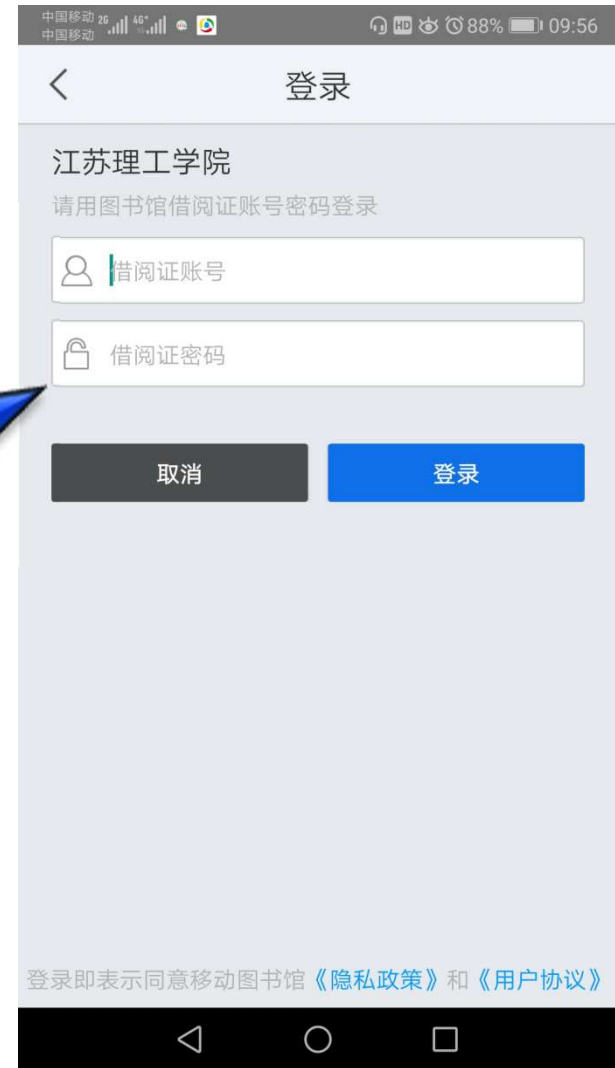 中国移动 2G 4G+ HD 88% 09:56
中国移动
登录
江苏理工学院
请用图书馆借阅证账号密码登录
借阅证账号
借阅证密码
取消 登录
登录即表示同意移动图书馆《隐私政策》和《用户协议》